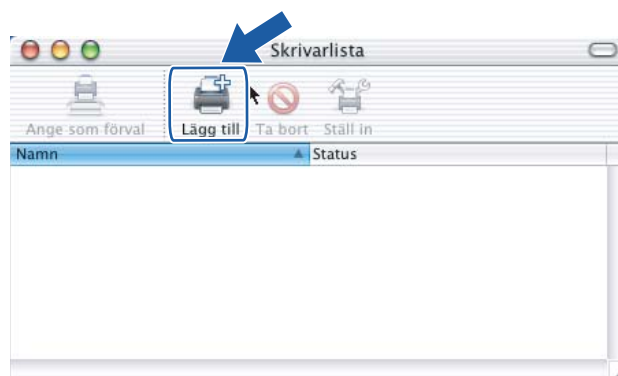 Skrivarlista
Ange som förval Lägg till Ta bort Ställ in
Namn Status